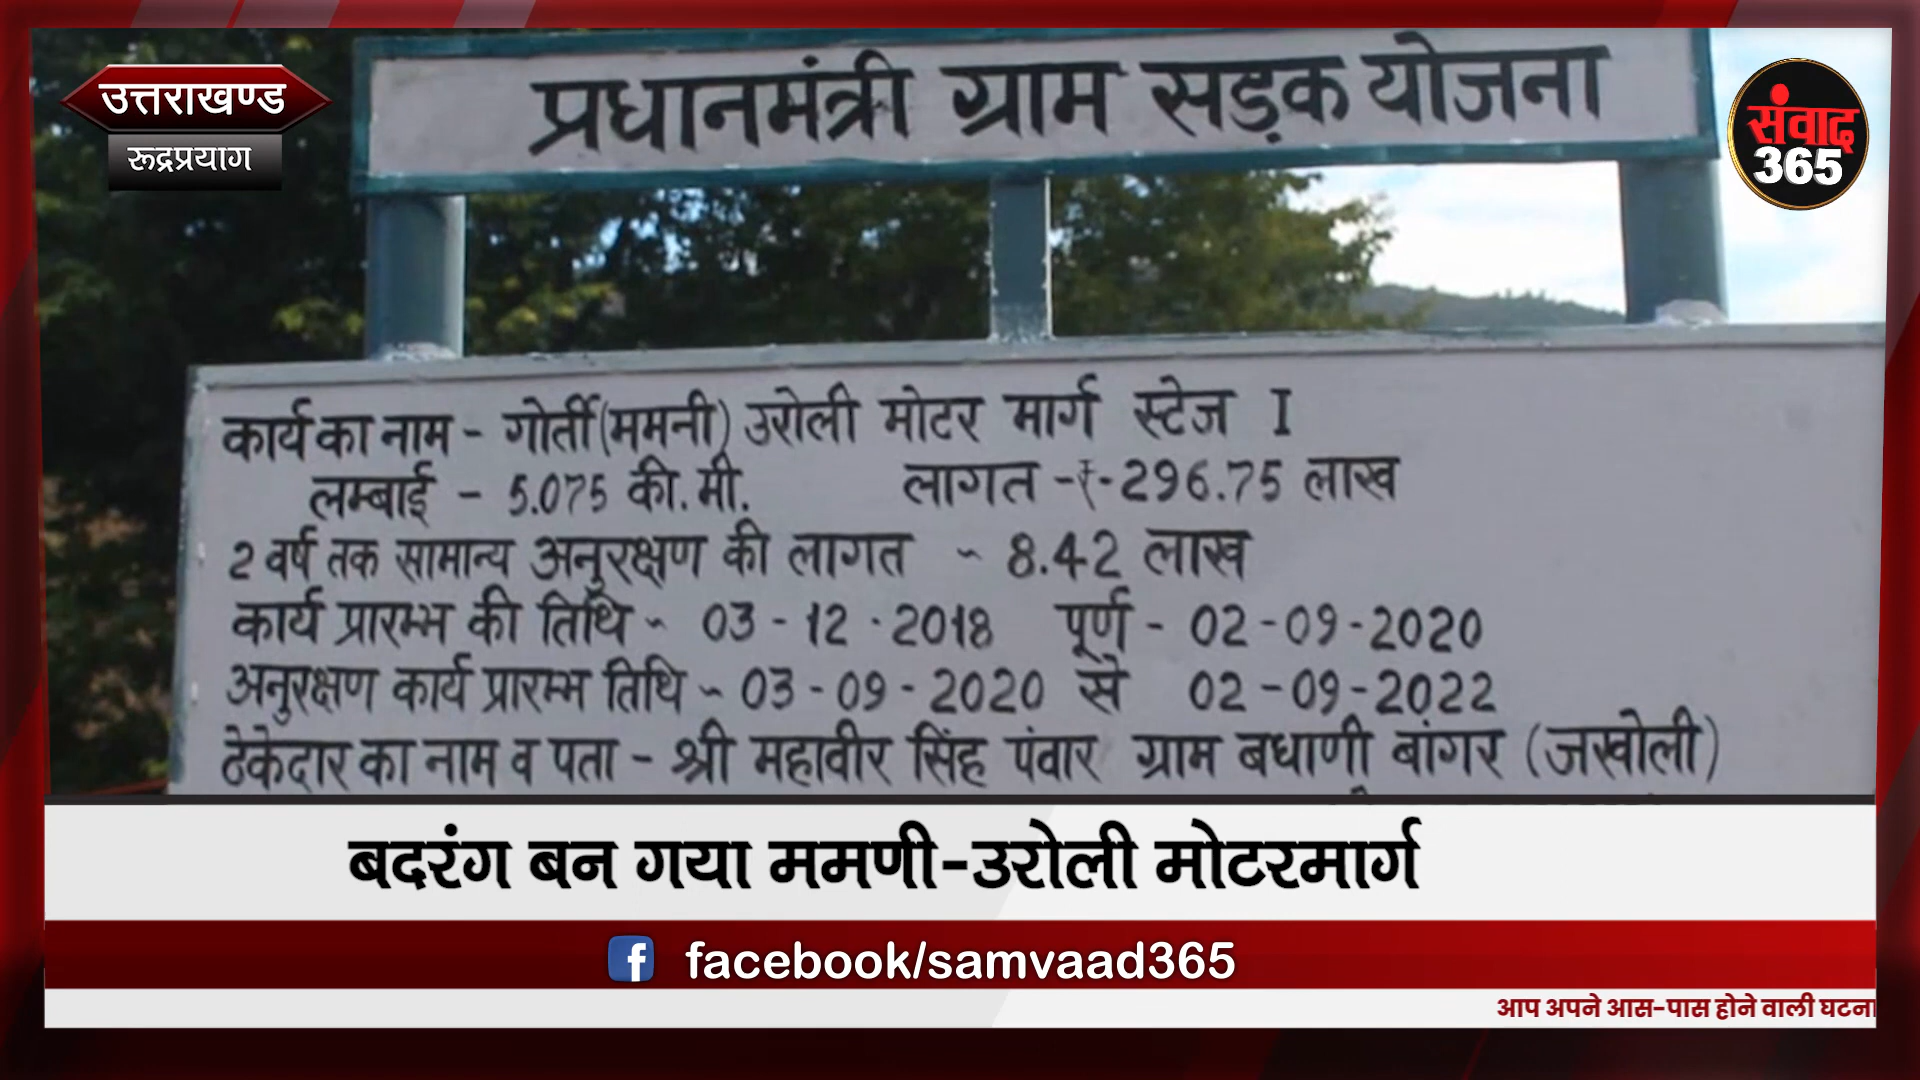 उत्तराखण्ड
रूद्रप्रयाग
संवाद
365
प्रधानमंत्री ग्राम सड़क योजना
कार्य का नाम - गोर्ती (ममनी) उरोली मोटर मार्ग स्टेज I
लम्बाई - 5.075 की.मी. लागत - ₹-296.75 लाख
2 वर्ष तक सामान्य अनुरक्षण की लागत - 8.42 लाख
कार्य प्रारम्भ की तिथि - 03-12-2018 पूर्ण - 02-09-2020
अनुरक्षण कार्य प्रारम्भ तिथि - 03-09-2020 से 02-09-2022
ठेकेदार का नाम व पता - श्री महावीर सिंह पंवार ग्राम बधाणी बांगर (जखोली)
बदरंग बन गया ममणी-उरोली मोटरमार्ग
facebook/samvaad365
आप अपने आस-पास होने वाली घटना